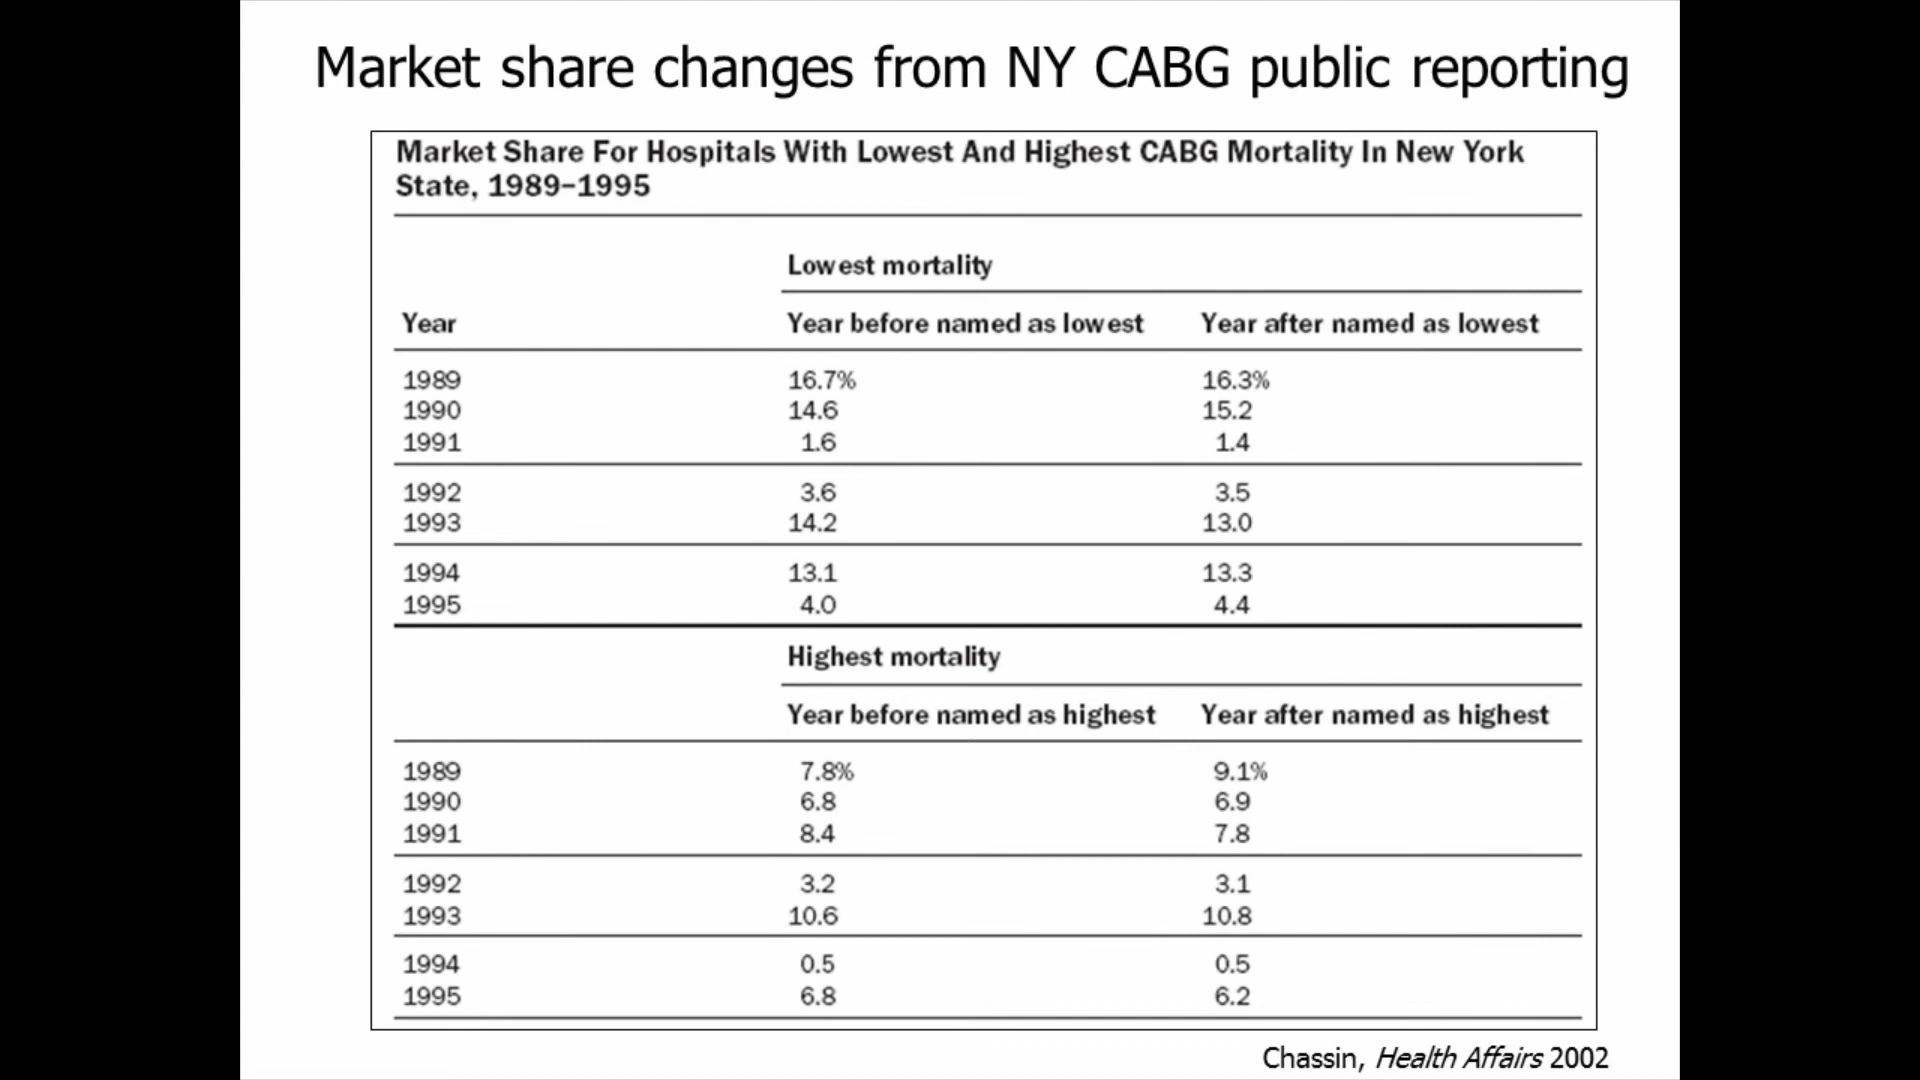 Market share changes from NY CABG public reporting
Market Share For Hospitals With Lowest And Highest CABG Mortality In New York
State, 1989–1995
Lowest mortality
Year Year before named as lowest Year after named as lowest
1989 16.7% 16.3%
1990 14.6 15.2
1991 1.6 1.4
1992 3.6 3.5
1993 14.2 13.0
1994 13.1 13.3
1995 4.0 4.4
Highest mortality
Year before named as highest Year after named as highest
1989 7.8% 9.1%
1990 6.8 6.9
1991 8.4 7.8
1992 3.2 3.1
1993 10.6 10.8
1994 0.5 0.5
1995 6.8 6.2
Chassin, Health Affairs 2002